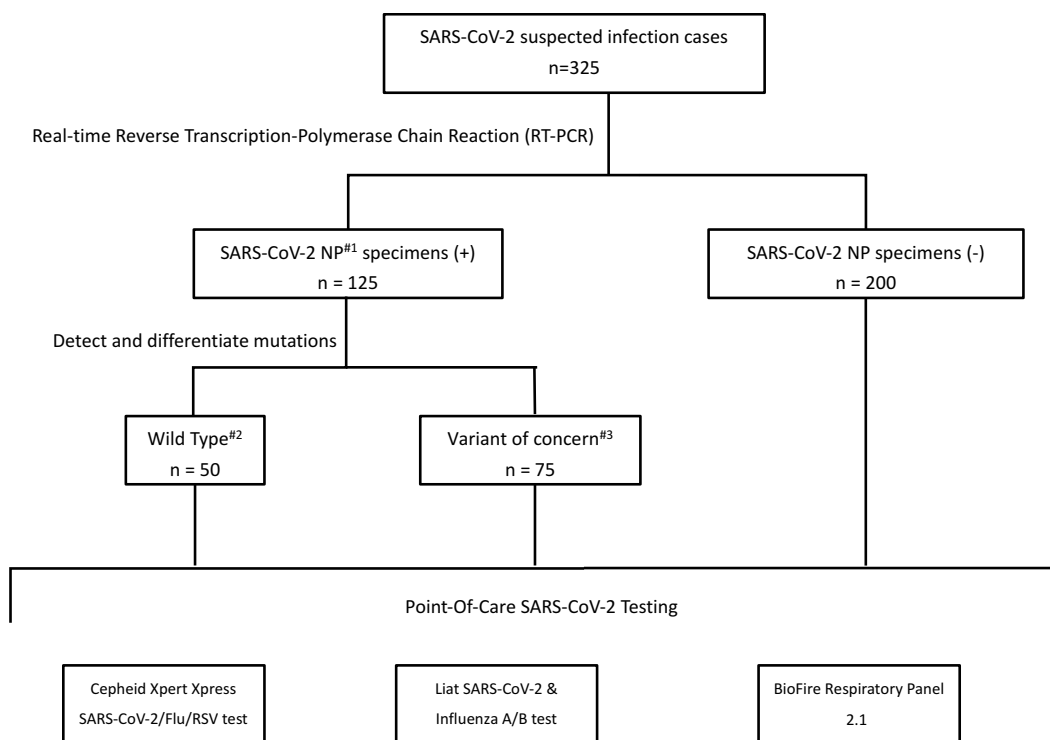 SARS-CoV-2 suspected infection cases
n=325
Real-time Reverse Transcription-Polymerase Chain Reaction (RT-PCR)
SARS-CoV-2 NP#1 specimens (+)
n = 125
SARS-CoV-2 NP specimens (-)
n = 200
Detect and differentiate mutations
Wild Type#2
n = 50
Variant of concern#3
n = 75
Point-Of-Care SARS-CoV-2 Testing
Cepheid Xpert Xpress
SARS-CoV-2/Flu/RSV test
Liat SARS-CoV-2 &
Influenza A/B test
BioFire Respiratory Panel
2.1